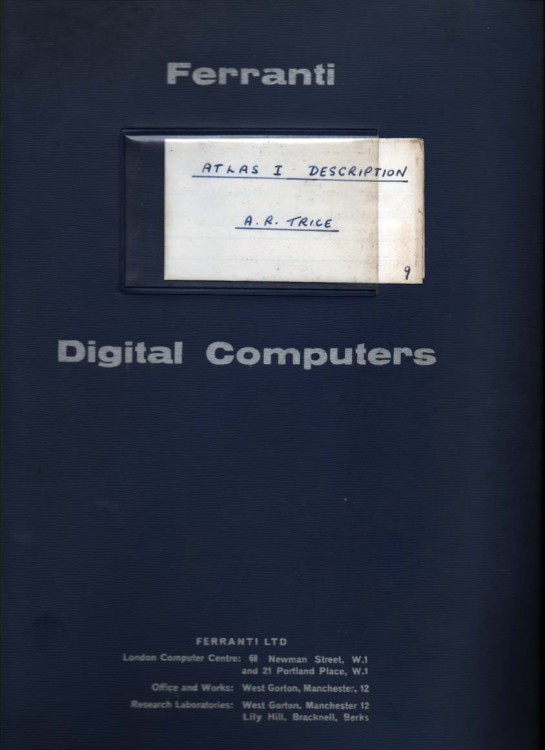 Ferranti
ATLAS I DESCRIPTION
A. R. TRICE
9
Digital Computers
FERRANTI LTD
London Computer Centre: 68 Newman Street, W.1
and 21 Portland Place, W.1
Office and Works: West Gorton, Manchester, 12
Research Laboratories: West Gorton, Manchester 12
Lily Hill, Bracknell, Berks